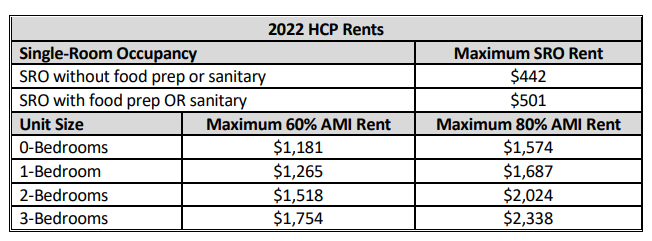 2022 HCP Rents
Single-Room Occupancy Maximum SRO Rent
SRO without food prep or sanitary $442
SRO with food prep OR sanitary $501
Unit Size Maximum 60% AMI Rent Maximum 80% AMI Rent
0-Bedrooms $1,181 $1,574
1-Bedroom $1,265 $1,687
2-Bedrooms $1,518 $2,024
3-Bedrooms $1,754 $2,338